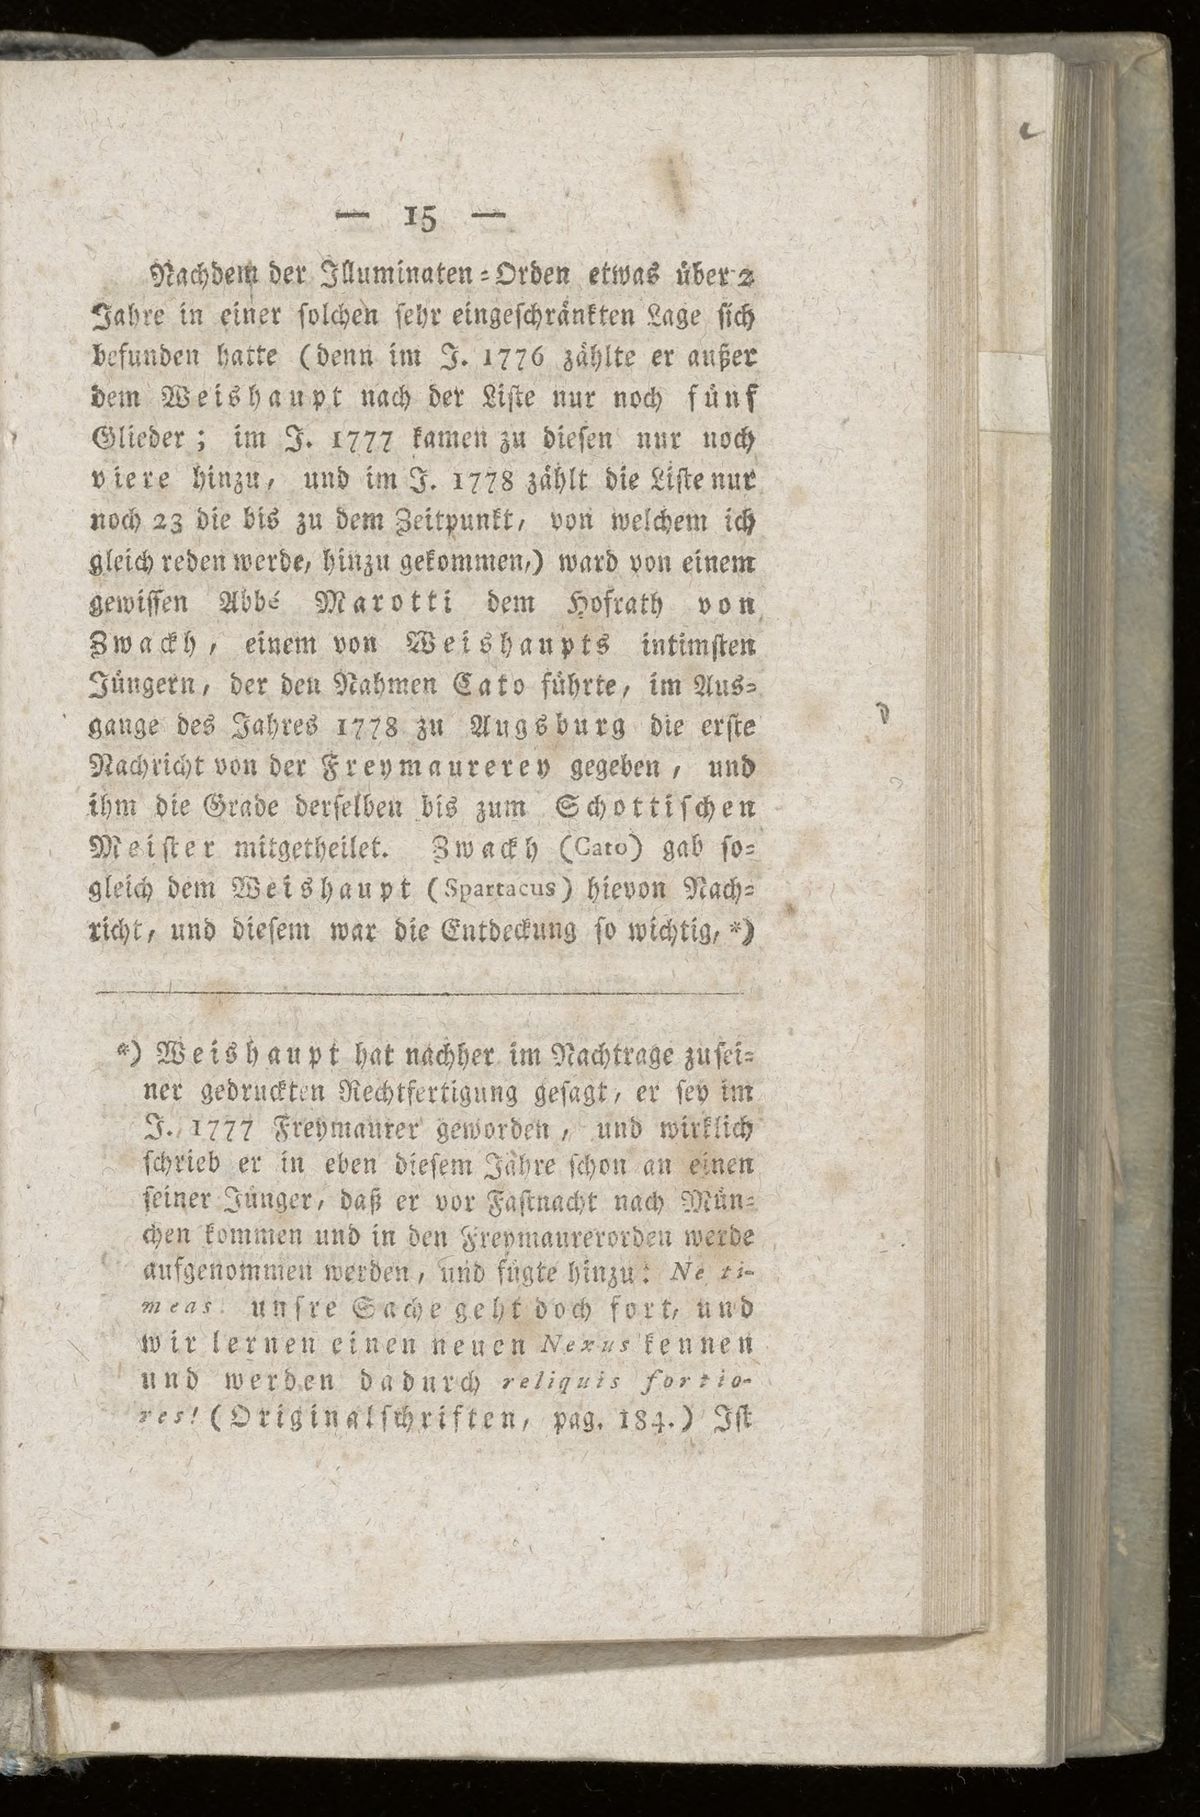 — 15 —
Nachdem der Illuminaten-Orden etwas über 2
Jahre in einer solchen sehr eingeschränkten Lage sich
befunden hatte (denn im J. 1776 zählte er außer
dem Weishaupt nach der Liste nur noch fünf
Glieder; im J. 1777 kamen zu diesen nur noch
viere hinzu, und im J. 1778 zählt die Liste nur
noch 23 die bis zu dem Zeitpunkt, von welchem ich
gleich reden werde, hinzu gekommen,) ward von einem
gewissen Abbé Marotti dem Hofrath von
Zwackh, einem von Weishaupts intimsten
Jüngern, der den Nahmen Cato führte, im Aus-
gange des Jahres 1778 zu Augsburg die erste
Nachricht von der Freymaurerey gegeben, und
ihm die Grade derselben bis zum Schottischen
Meister mitgetheilet. Zwackh (Cato) gab so-
gleich dem Weishaupt (Spartacus) hievon Nach-
richt, und diesem war die Entdeckung so wichtig, *)
*) Weishaupt hat nachher im Nachtrage zu sei-
ner gedruckten Rechtfertigung gesagt, er sey im
J. 1777 Freymaurer geworden, und wirklich
schrieb er in eben diesem Jahre schon an einen
seiner Jünger, daß er vor Fastnacht nach Mün-
chen kommen und in den Freymaurerorden werde
aufgenommen werden, und fügte hinzu: Ne ti-
meas. unsre Sache geht doch fort, und
wir lernen einen neuen Nexus kennen
und werden dadurch reliquis fortio-
res! (Originalschriften, pag. 184.) Ist